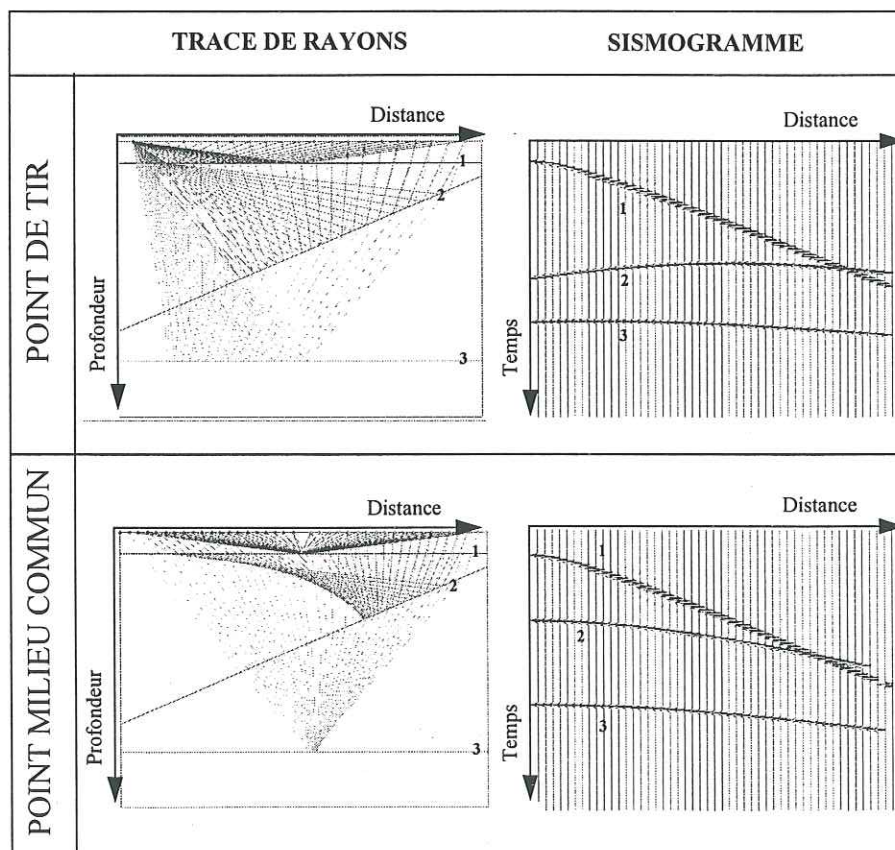 TRACE DE RAYONS
SISMOGRAMME
POINT DE TIR
Distance
1
2
3
Profondeur
Distance
1
2
3
Temps
POINT MILIEU COMMUN
Distance
1
2
3
Profondeur
Distance
1
2
3
Temps